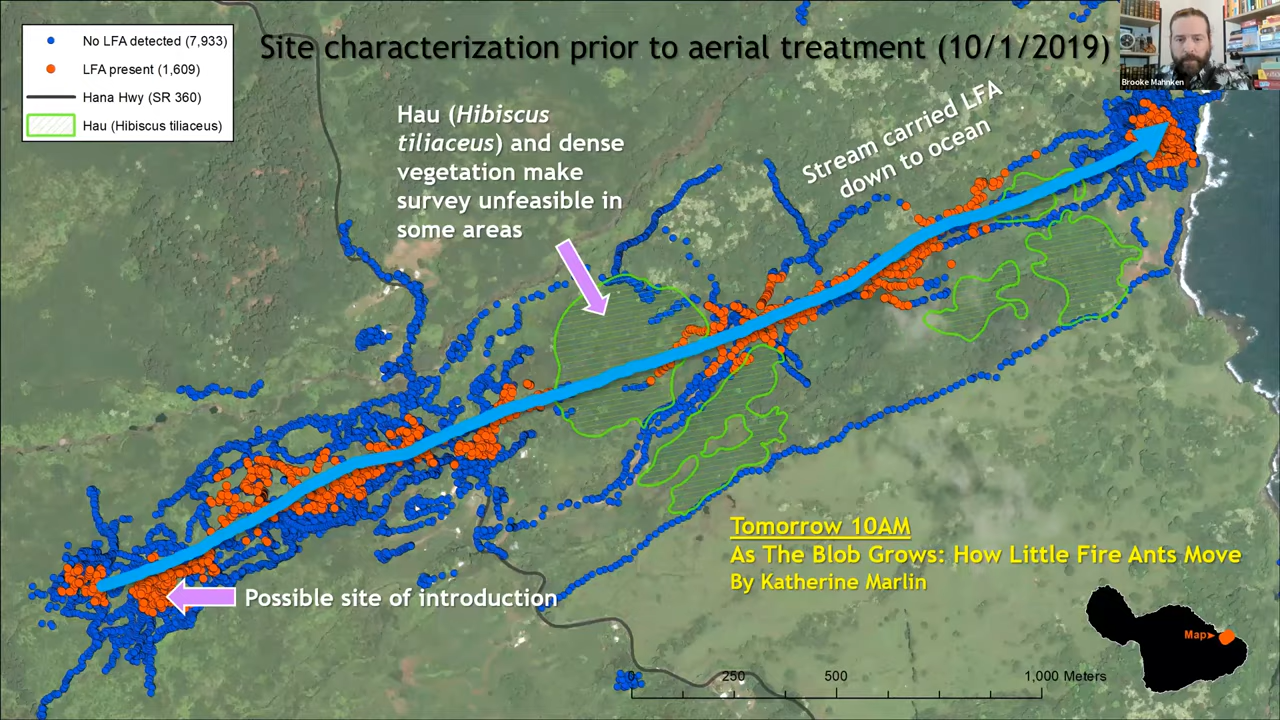 No LFA detected (7,933)
LFA present (1,609)
Hana Hwy (SR 360)
Hau (Hibiscus tiliaceus)
Site characterization prior to aerial treatment (10/1/2019)
Brooke Mahnken
Hau (Hibiscus
tiliaceus) and dense
vegetation make
survey unfeasible in
some areas
Stream carried LFA
down to ocean
Tomorrow 10AM
As The Blob Grows: How Little Fire Ants Move
By Katherine Marlin
Possible site of introduction
Map
0 250 500 1,000 Meters